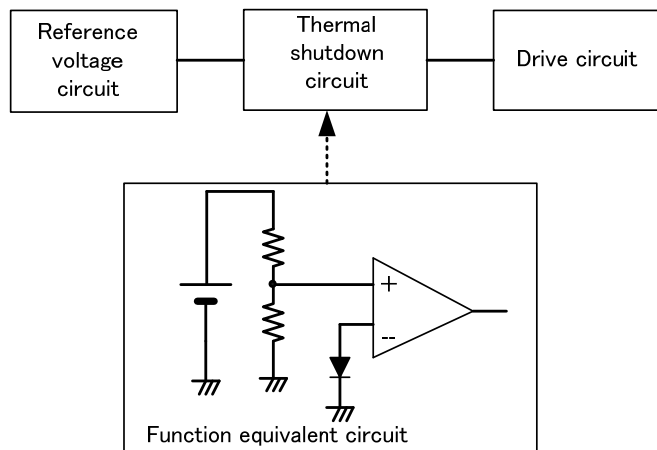 Reference
voltage
circuit
Thermal
shutdown
circuit
Drive circuit
+
--
Function equivalent circuit